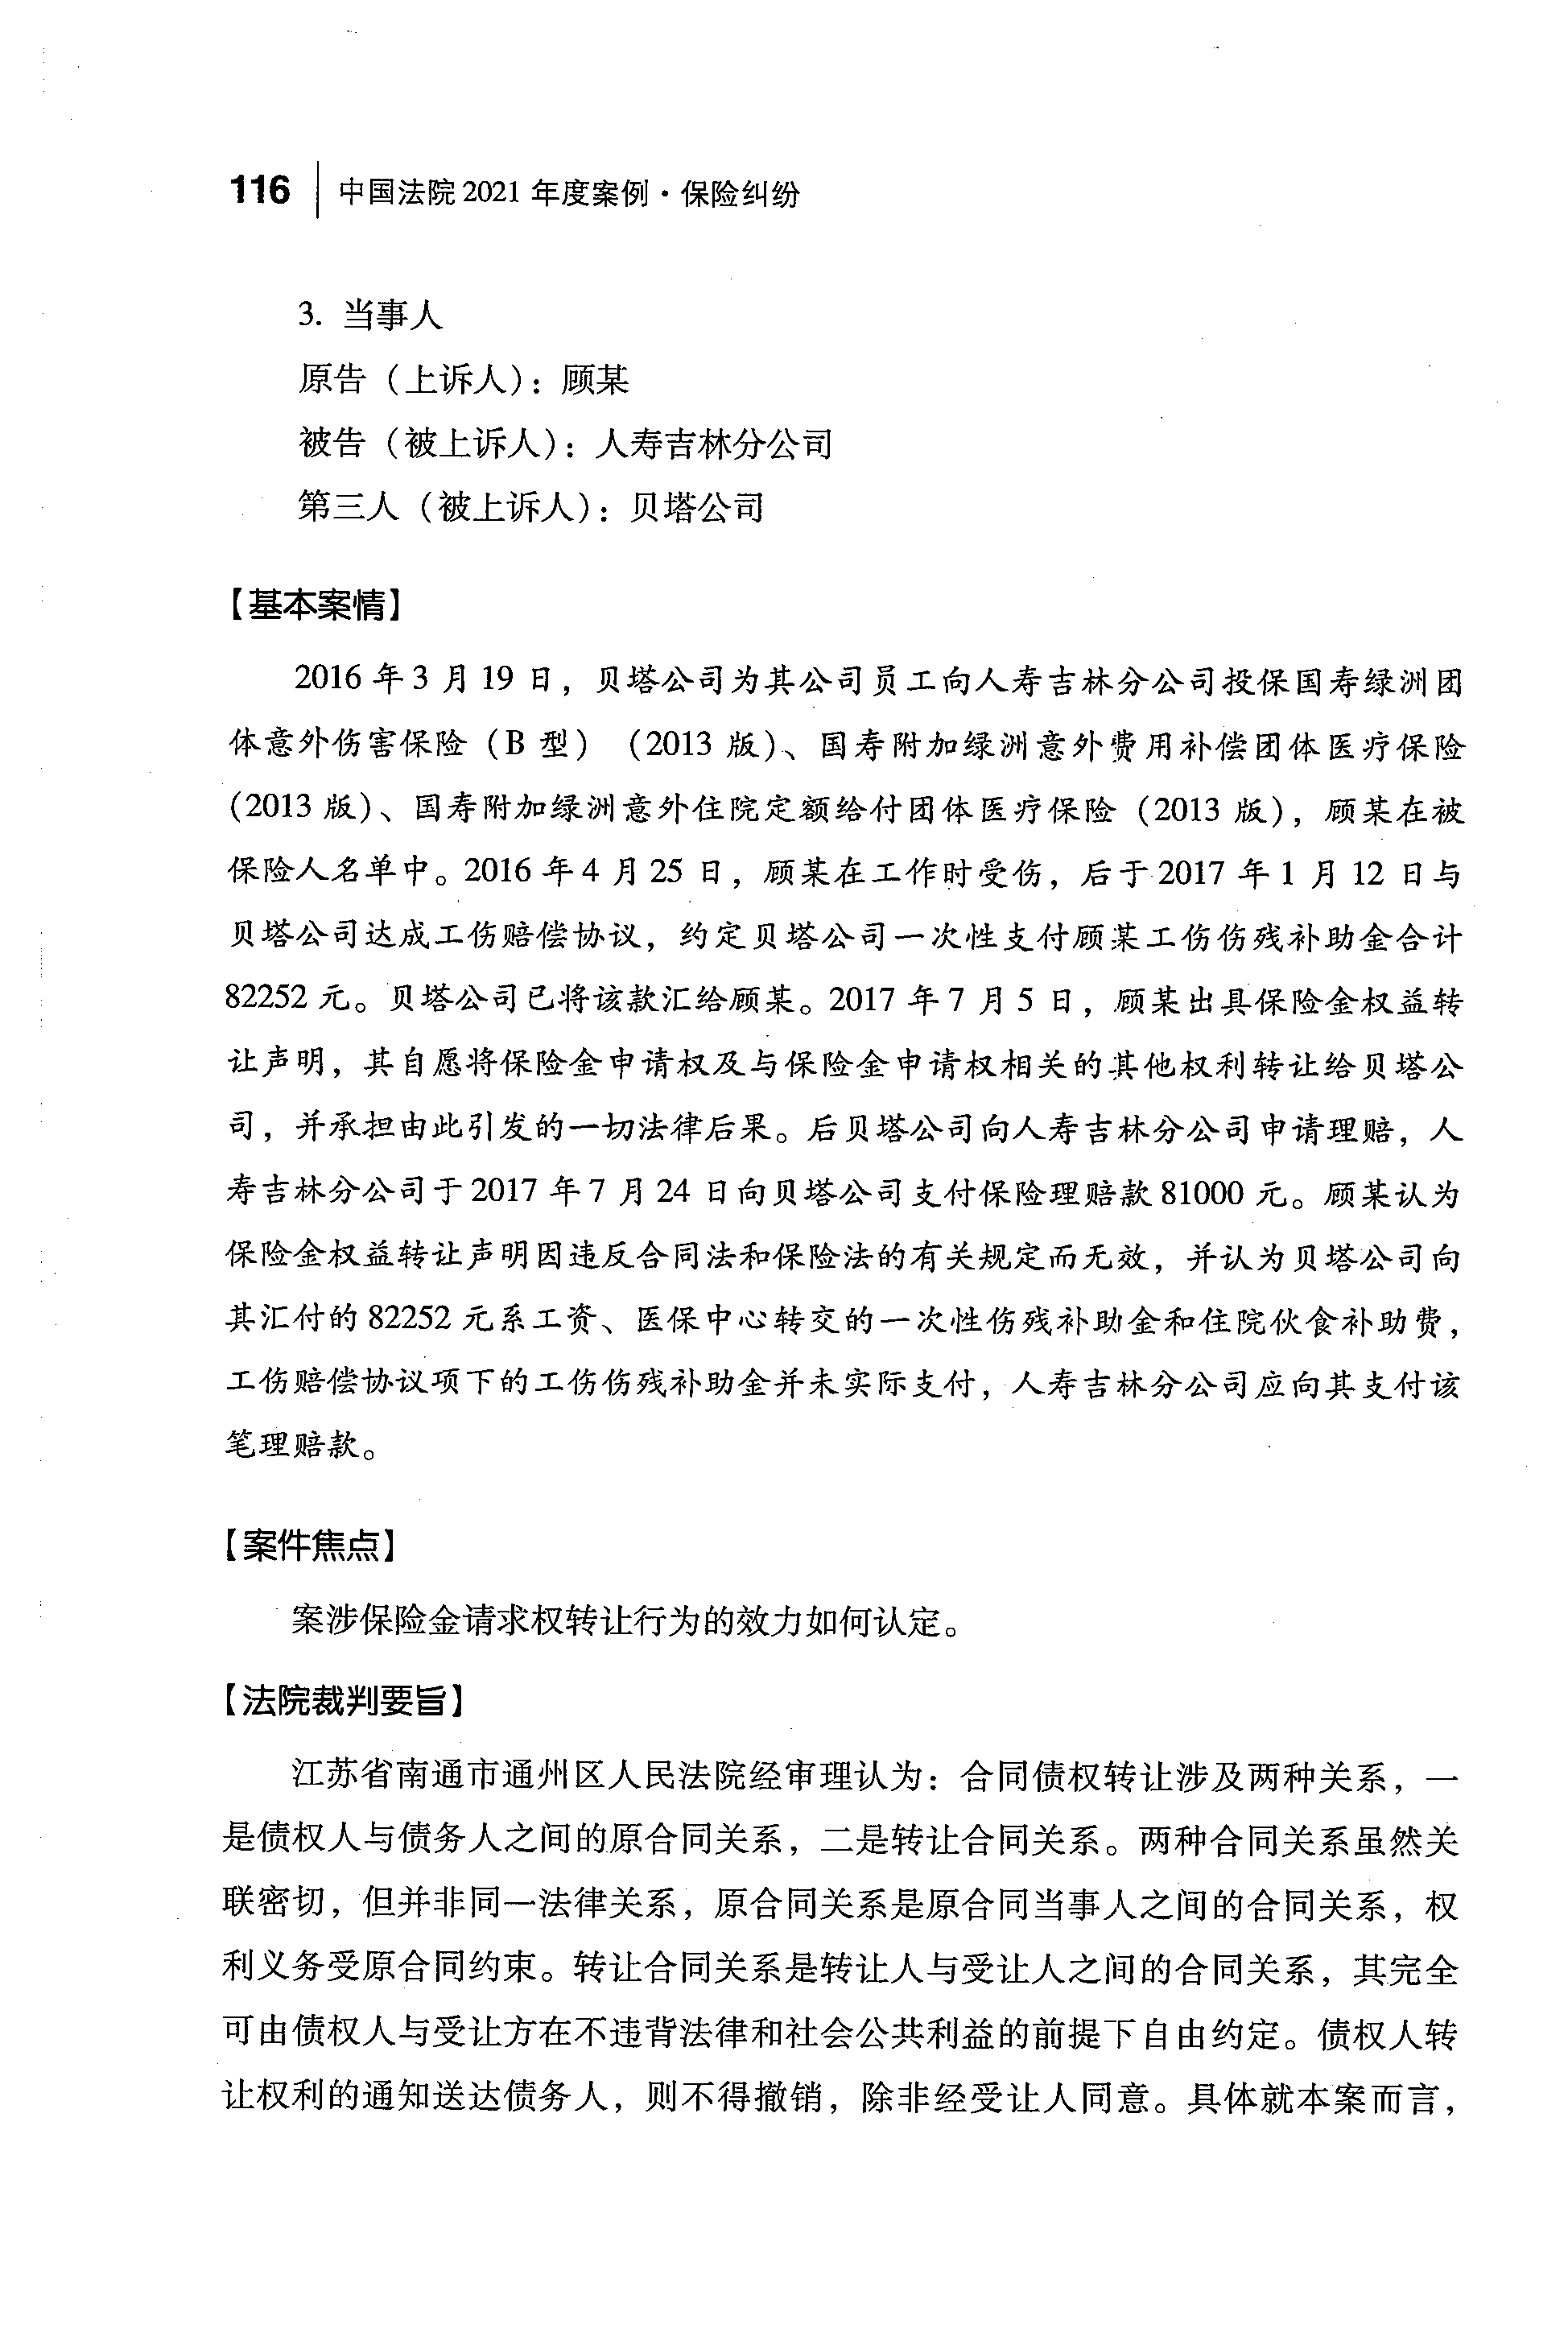 116 | 中国法院2021年度案例·保险纠纷
3. 当事人
原告（上诉人）：顾某
被告（被上诉人）：人寿吉林分公司
第三人（被上诉人）：贝塔公司
【基本案情】
2016年3月19日，贝塔公司为其公司员工向人寿吉林分公司投保国寿绿洲团
体意外伤害保险（B型）（2013版）、国寿附加绿洲意外费用补偿团体医疗保险
（2013版）、国寿附加绿洲意外住院定额给付团体医疗保险（2013版），顾某在被
保险人名单中。2016年4月25日，顾某在工作时受伤，后于2017年1月12日与
贝塔公司达成工伤赔偿协议，约定贝塔公司一次性支付顾某工伤伤残补助金合计
82252元。贝塔公司已将该款汇给顾某。2017年7月5日，顾某出具保险金权益转
让声明，其自愿将保险金申请权及与保险金申请权相关的其他权利转让给贝塔公
司，并承担由此引发的一切法律后果。后贝塔公司向人寿吉林分公司申请理赔，人
寿吉林分公司于2017年7月24日向贝塔公司支付保险理赔款81000元。顾某认为
保险金权益转让声明因违反合同法和保险法的有关规定而无效，并认为贝塔公司向
其汇付的82252元系工资、医保中心转交的一次性伤残补助金和住院伙食补助费，
工伤赔偿协议项下的工伤伤残补助金并未实际支付，人寿吉林分公司应向其支付该
笔理赔款。
【案件焦点】
案涉保险金请求权转让行为的效力如何认定。
【法院裁判要旨】
江苏省南通市通州区人民法院经审理认为：合同债权转让涉及两种关系，一
是债权人与债务人之间的原合同关系，二是转让合同关系。两种合同关系虽然关
联密切，但并非同一法律关系，原合同关系是原合同当事人之间的合同关系，权
利义务受原合同约束。转让合同关系是转让人与受让人之间的合同关系，其完全
可由债权人与受让方在不违背法律和社会公共利益的前提下自由约定。债权人转
让权利的通知送达债务人，则不得撤销，除非经受让人同意。具体就本案而言，